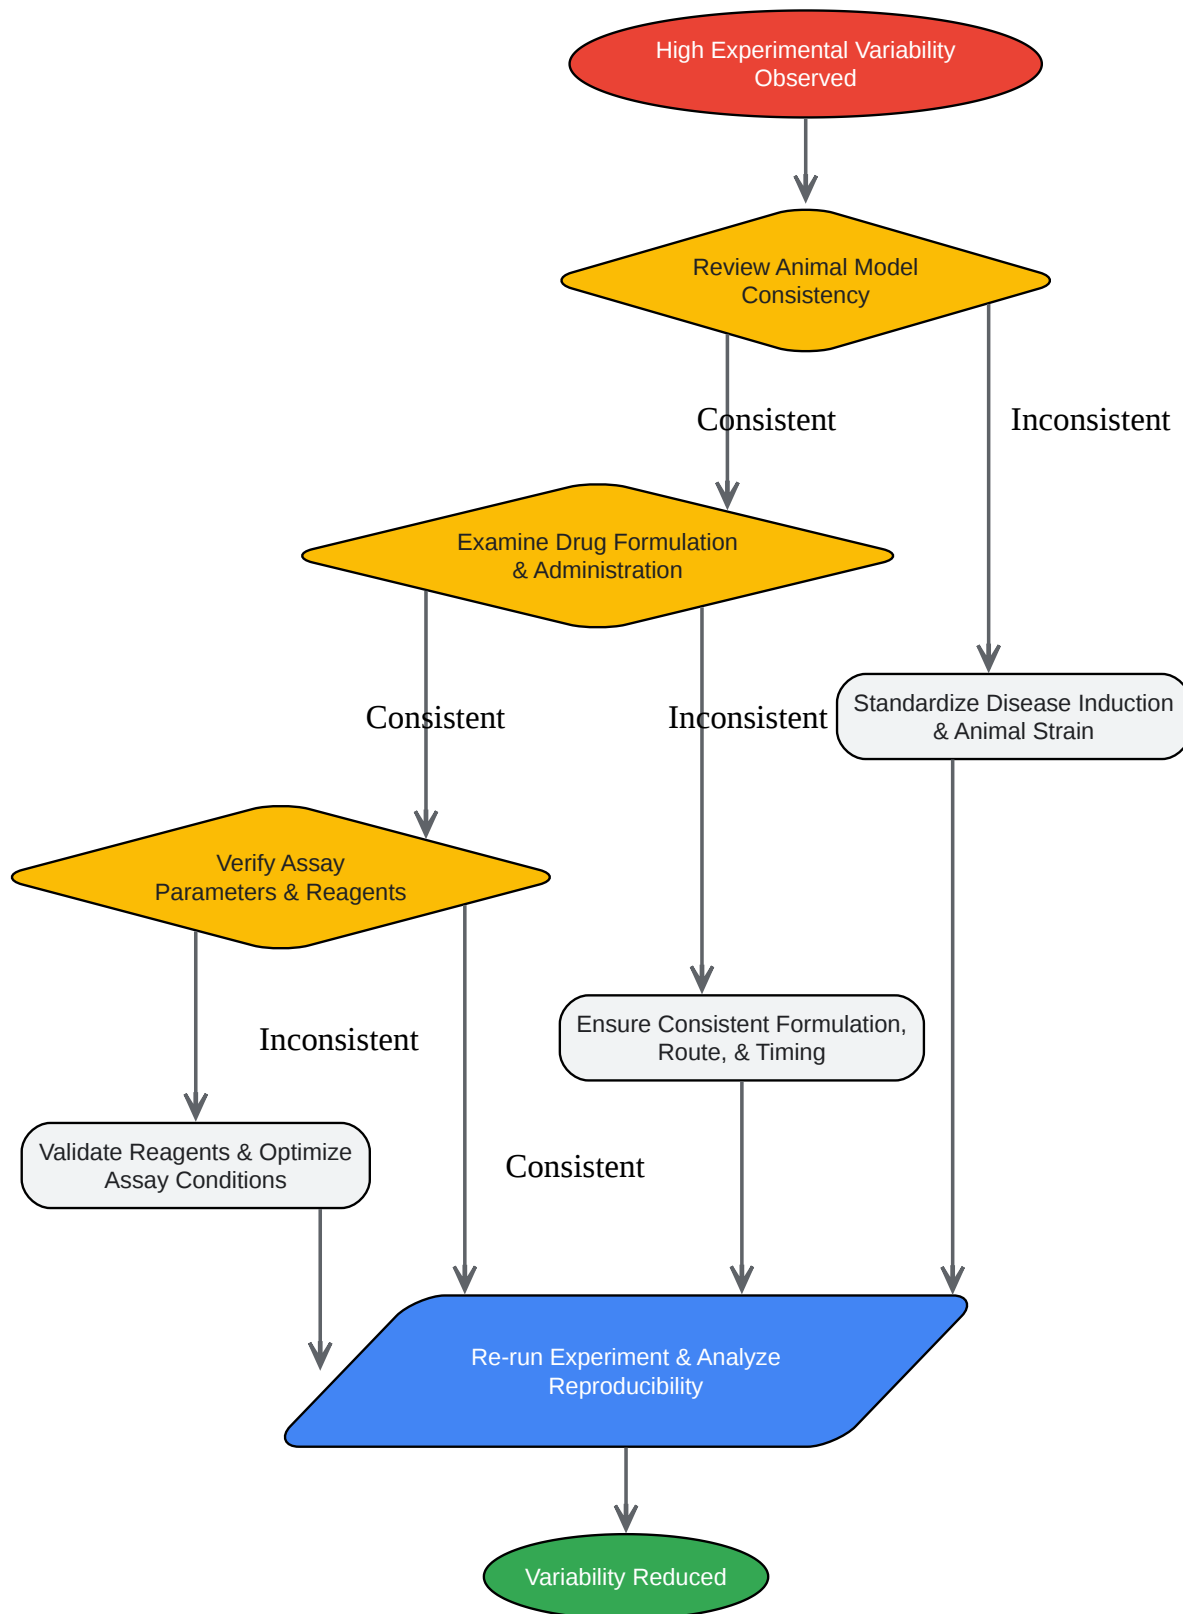 High Experimental Variability
Observed
Review Animal Model
Consistency
Consistent
Inconsistent
Examine Drug Formulation
& Administration
Consistent
Inconsistent
Standardize Disease Induction
& Animal Strain
Verify Assay
Parameters & Reagents
Inconsistent
Ensure Consistent Formulation,
Route, & Timing
Validate Reagents & Optimize
Assay Conditions
Consistent
Re-run Experiment & Analyze
Reproducibility
Variability Reduced